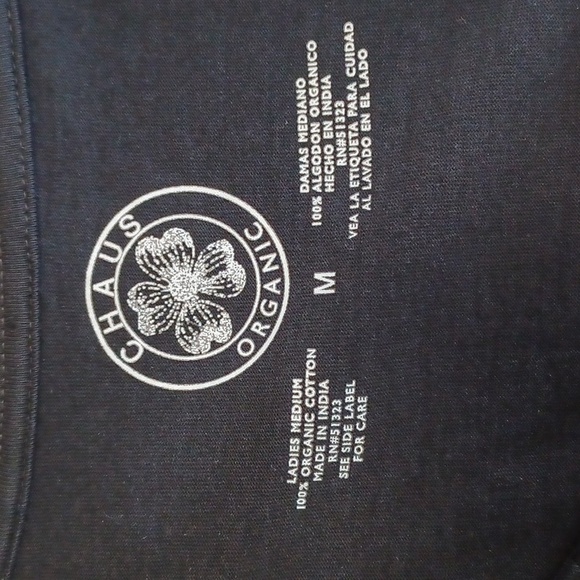 CHAUS
ORGANIC
M
LADIES MEDIUM
100% ORGANIC COTTON
MADE IN INDIA
RN#51323
SEE SIDE LABEL
FOR CARE
DAMAS MEDIANO
100% ALGODON ORGANICO
HECHO EN INDIA
RN#51323
VEA LA ETIQUETA PARA CUIDAD
AL LAVADO EN EL LADO